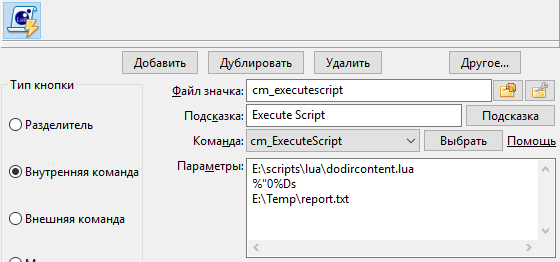 Lua
Добавить Дублировать Удалить Другое...
Тип кнопки
Файл значка: cm_executescript
Разделитель
Подсказка: Execute Script Подсказка
Команда: cm_ExecuteScript Выбрать Помощь
Внутренняя команда
Параметры: E:\scripts\lua\dodircontent.lua
%"0%Ds
E:\Temp\report.txt
Внешняя команда